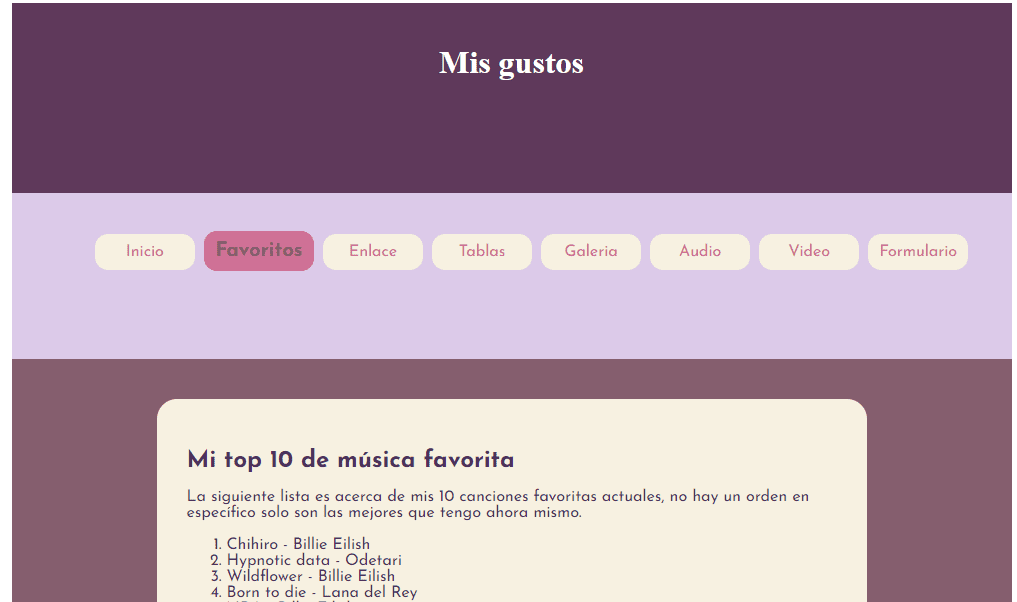 Mis gustos
Inicio Favoritos Enlace Tablas Galeria Audio Video Formulario
Mi top 10 de música favorita
La siguiente lista es acerca de mis 10 canciones favoritas actuales, no hay un orden en
específico solo son las mejores que tengo ahora mismo.
1. Chihiro - Billie Eilish
2. Hypnotic data - Odetari
3. Wildflower - Billie Eilish
4. Born to die - Lana del Rey